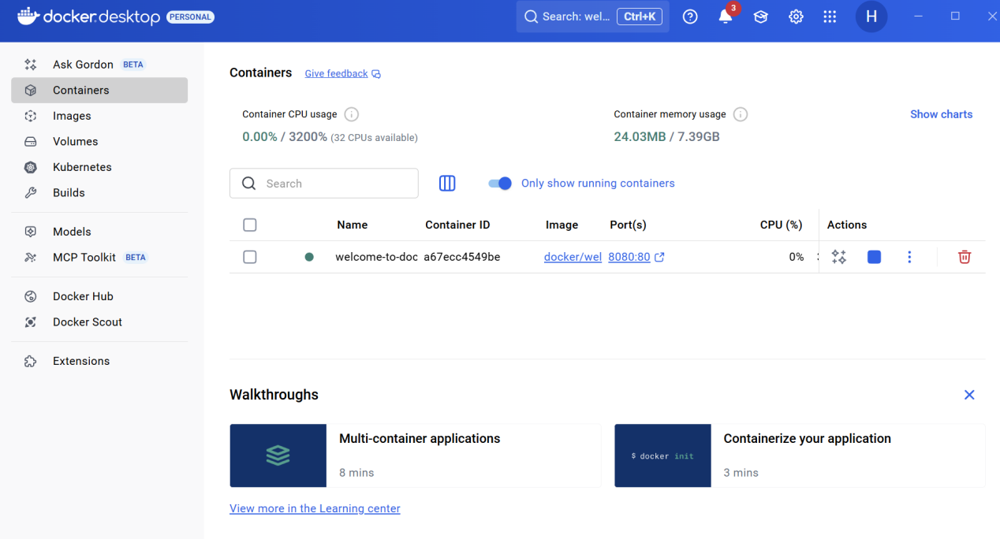 docker.desktop PERSONAL Search: wel... Ctrl+K 3 H
Ask Gordon BETA
Containers
Images
Volumes
Kubernetes
Builds
Models
MCP Toolkit BETA
Docker Hub
Docker Scout
Extensions
Containers Give feedback
Container CPU usage
0.00% / 3200% (32 CPUs available)
Container memory usage
24.03MB / 7.39GB
Show charts
Search
Only show running containers
Name Container ID Image Port(s) CPU (%) Actions
welcome-to-doc a67ecc4549be docker/wel 8080:80 0%
Walkthroughs
$ docker init
Multi-container applications
8 mins
Containerize your application
3 mins
View more in the Learning center